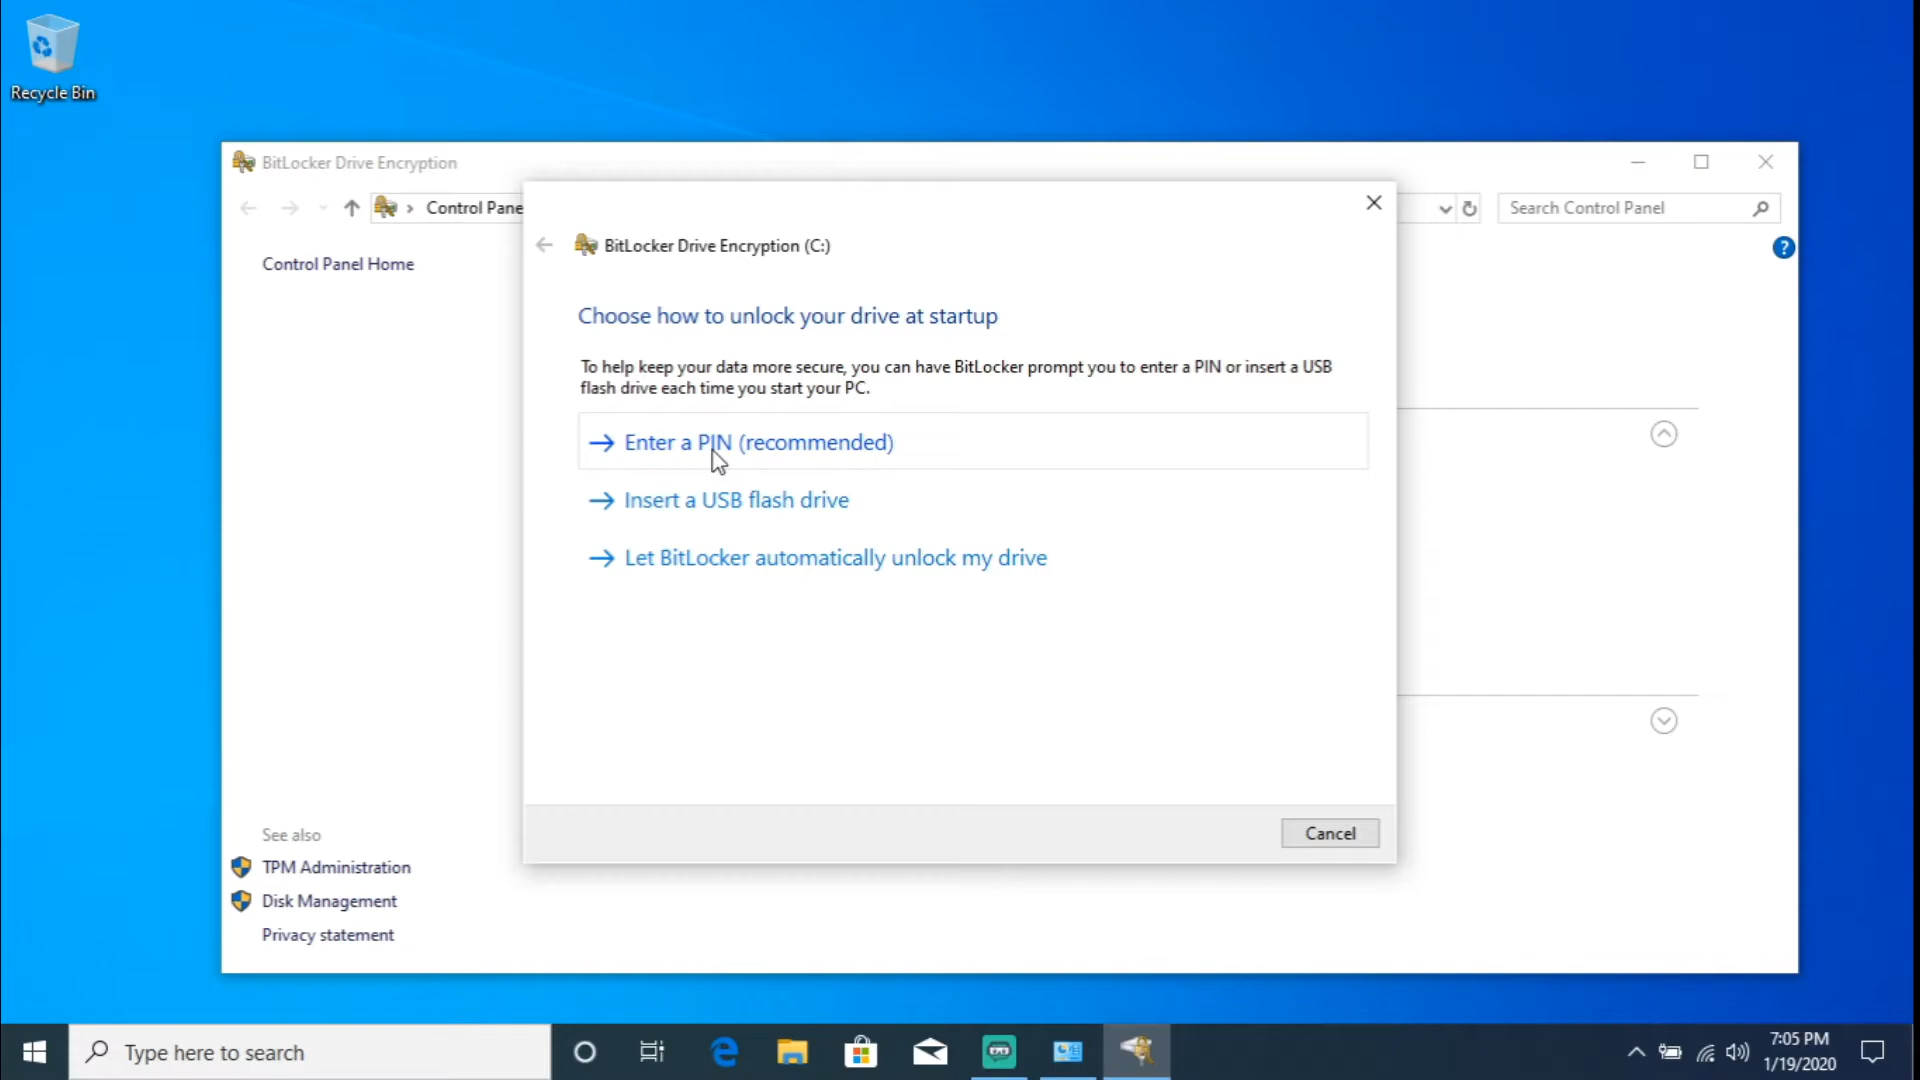 Recycle Bin
BitLocker Drive Encryption
Control Pane
Search Control Panel
Control Panel Home
BitLocker Drive Encryption (C:)
Choose how to unlock your drive at startup
To help keep your data more secure, you can have BitLocker prompt you to enter a PIN or insert a USB
flash drive each time you start your PC.
Enter a PIN (recommended)
Insert a USB flash drive
Let BitLocker automatically unlock my drive
Cancel
See also
TPM Administration
Disk Management
Privacy statement
Type here to search
7:05 PM
1/19/2020